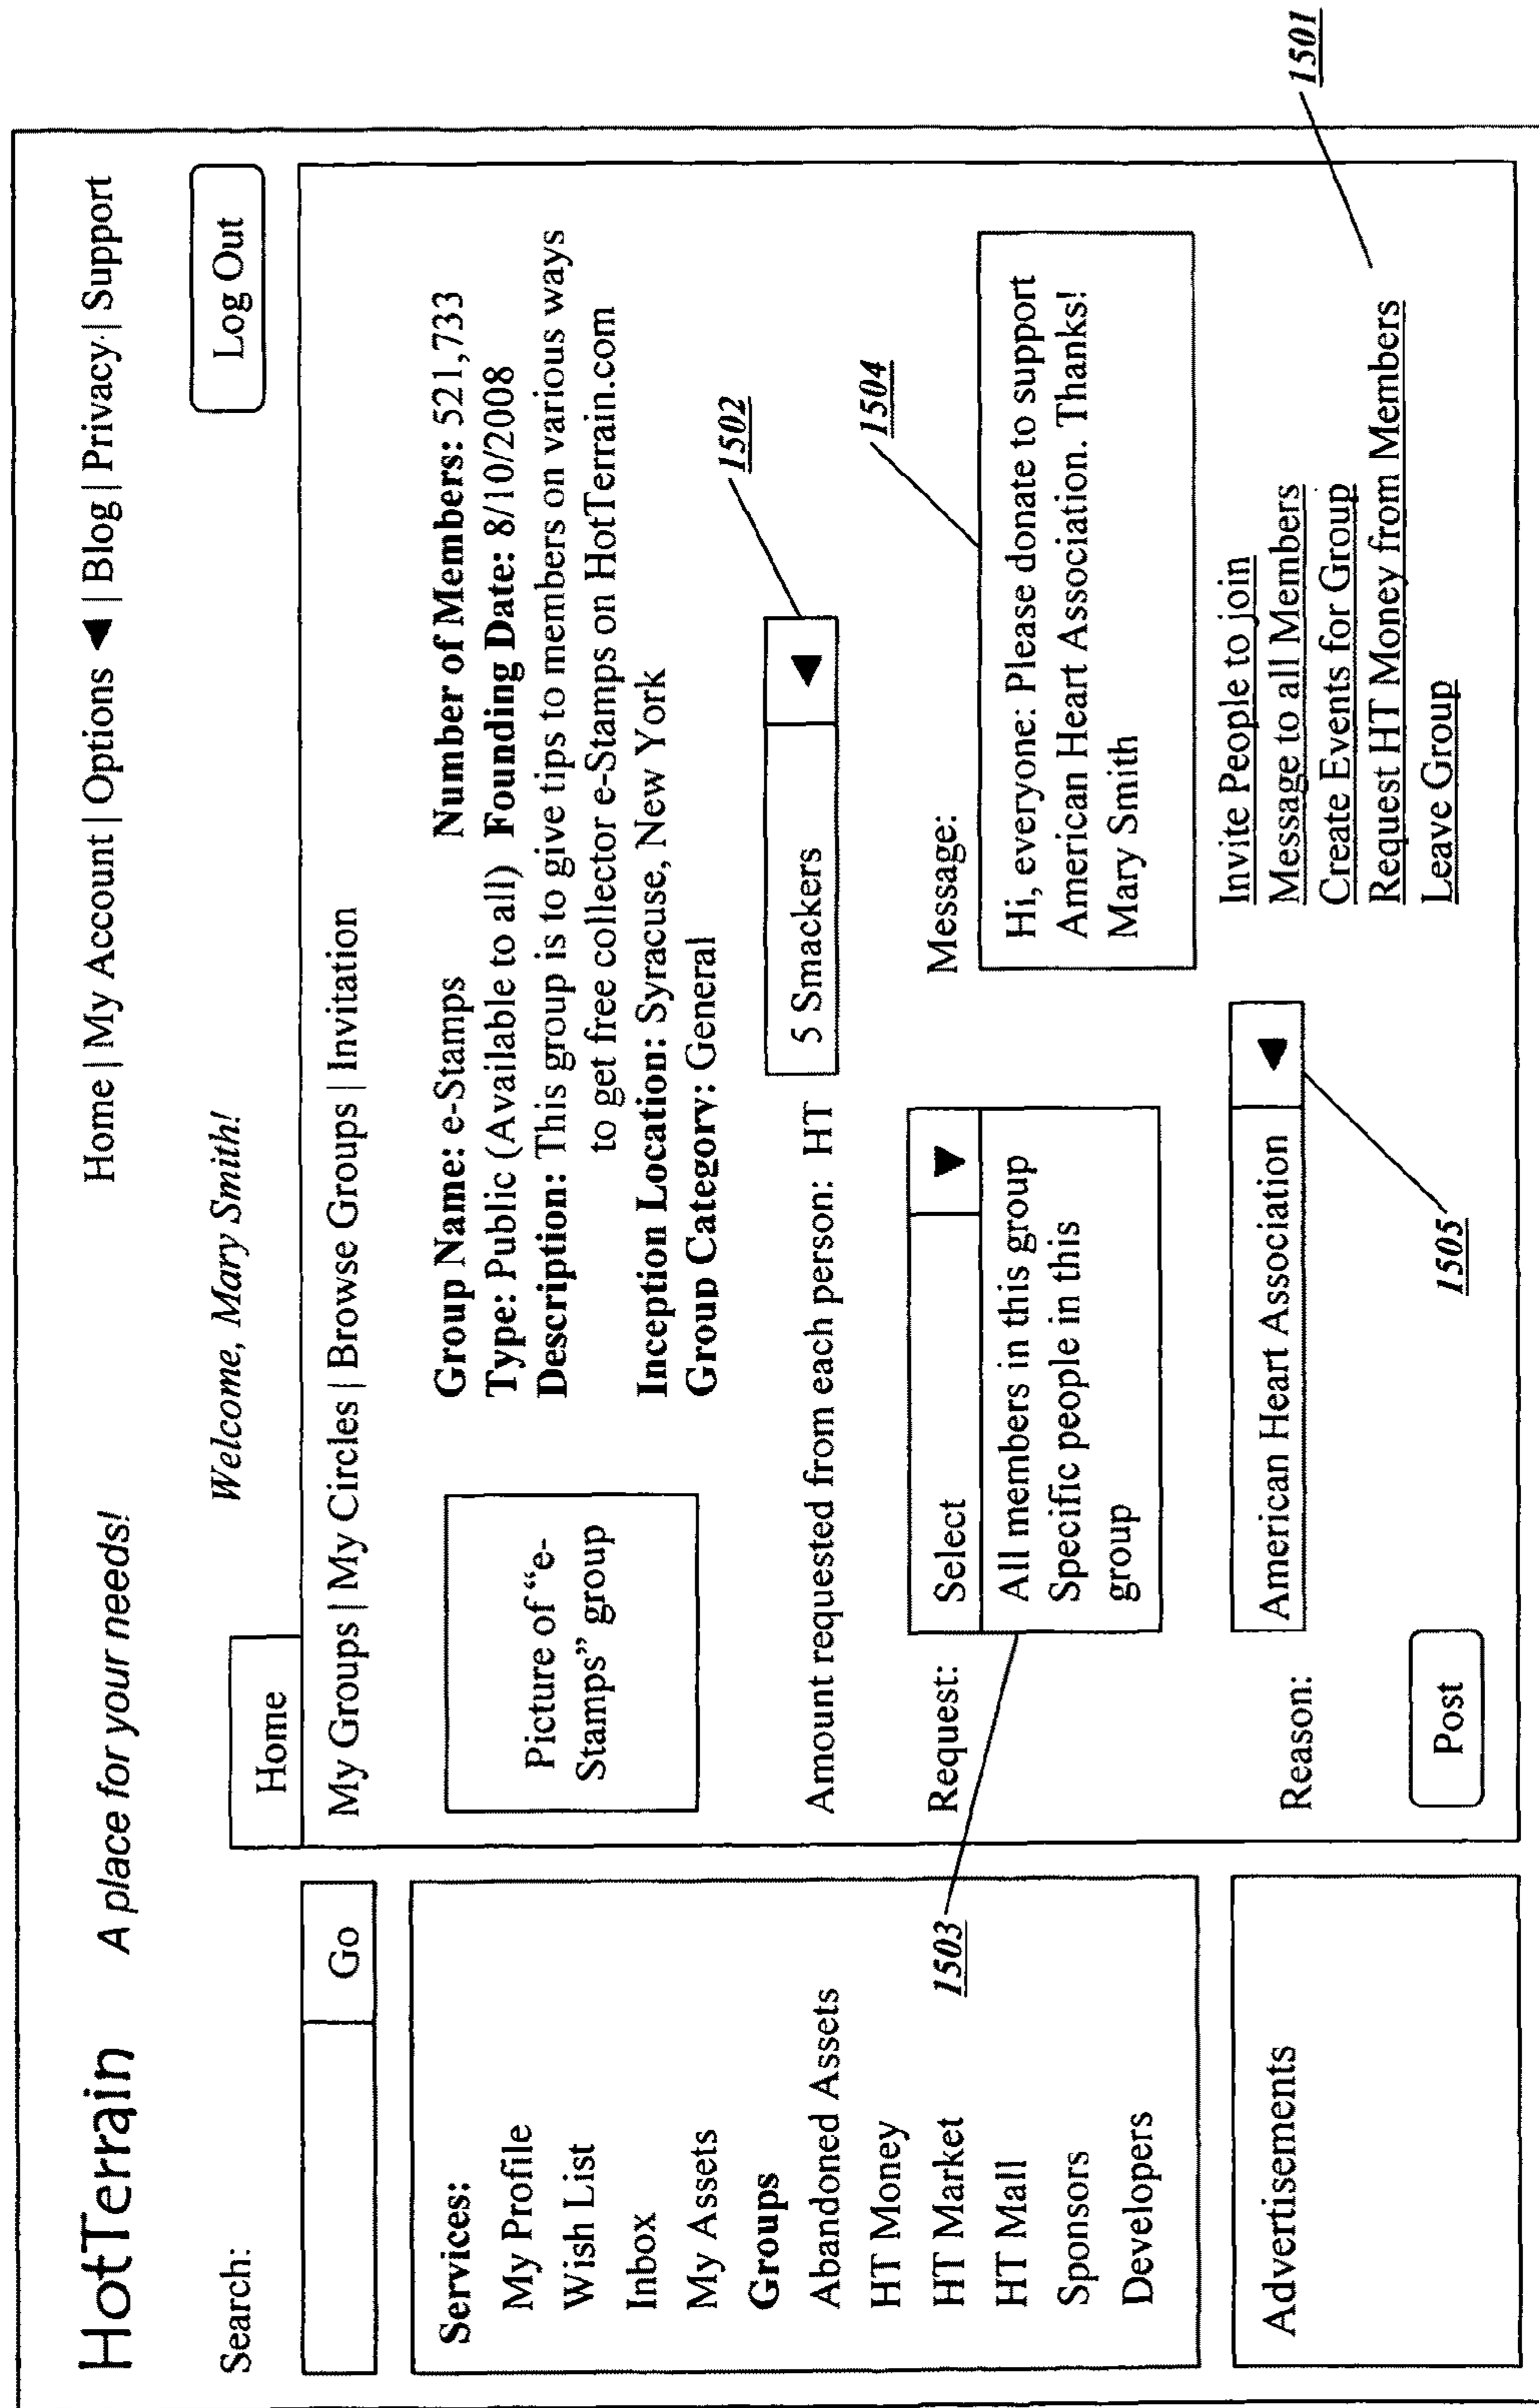 HotTerrain A place for your needs!
Home | My Account | Options ◀ | Blog | Privacy | Support
Welcome, Mary Smith!
Log Out
Search:
Go
Home
My Groups | My Circles | Browse Groups | Invitation
Services:
My Profile
Wish List
Inbox
My Assets
Groups
Abandoned Assets
HT Money
HT Market
HT Mall
Sponsors
Developers
Advertisements
Picture of “e-
Stamps” group
Group Name: e-Stamps Number of Members: 521,733
Type: Public (Available to all) Founding Date: 8/10/2008
Description: This group is to give tips to members on various ways
to get free collector e-Stamps on HotTerrain.com
Inception Location: Syracuse, New York
Group Category: General
Amount requested from each person: HT
5 Smackers
1502
Request:
Select
All members in this group
Specific people in this
group
1503
Message:
Hi, everyone: Please donate to support
American Heart Association. Thanks!
Mary Smith
1504
Reason:
American Heart Association
1505
Invite People to join
Message to all Members
Create Events for Group
Request HT Money from Members
Leave Group
1501
Post